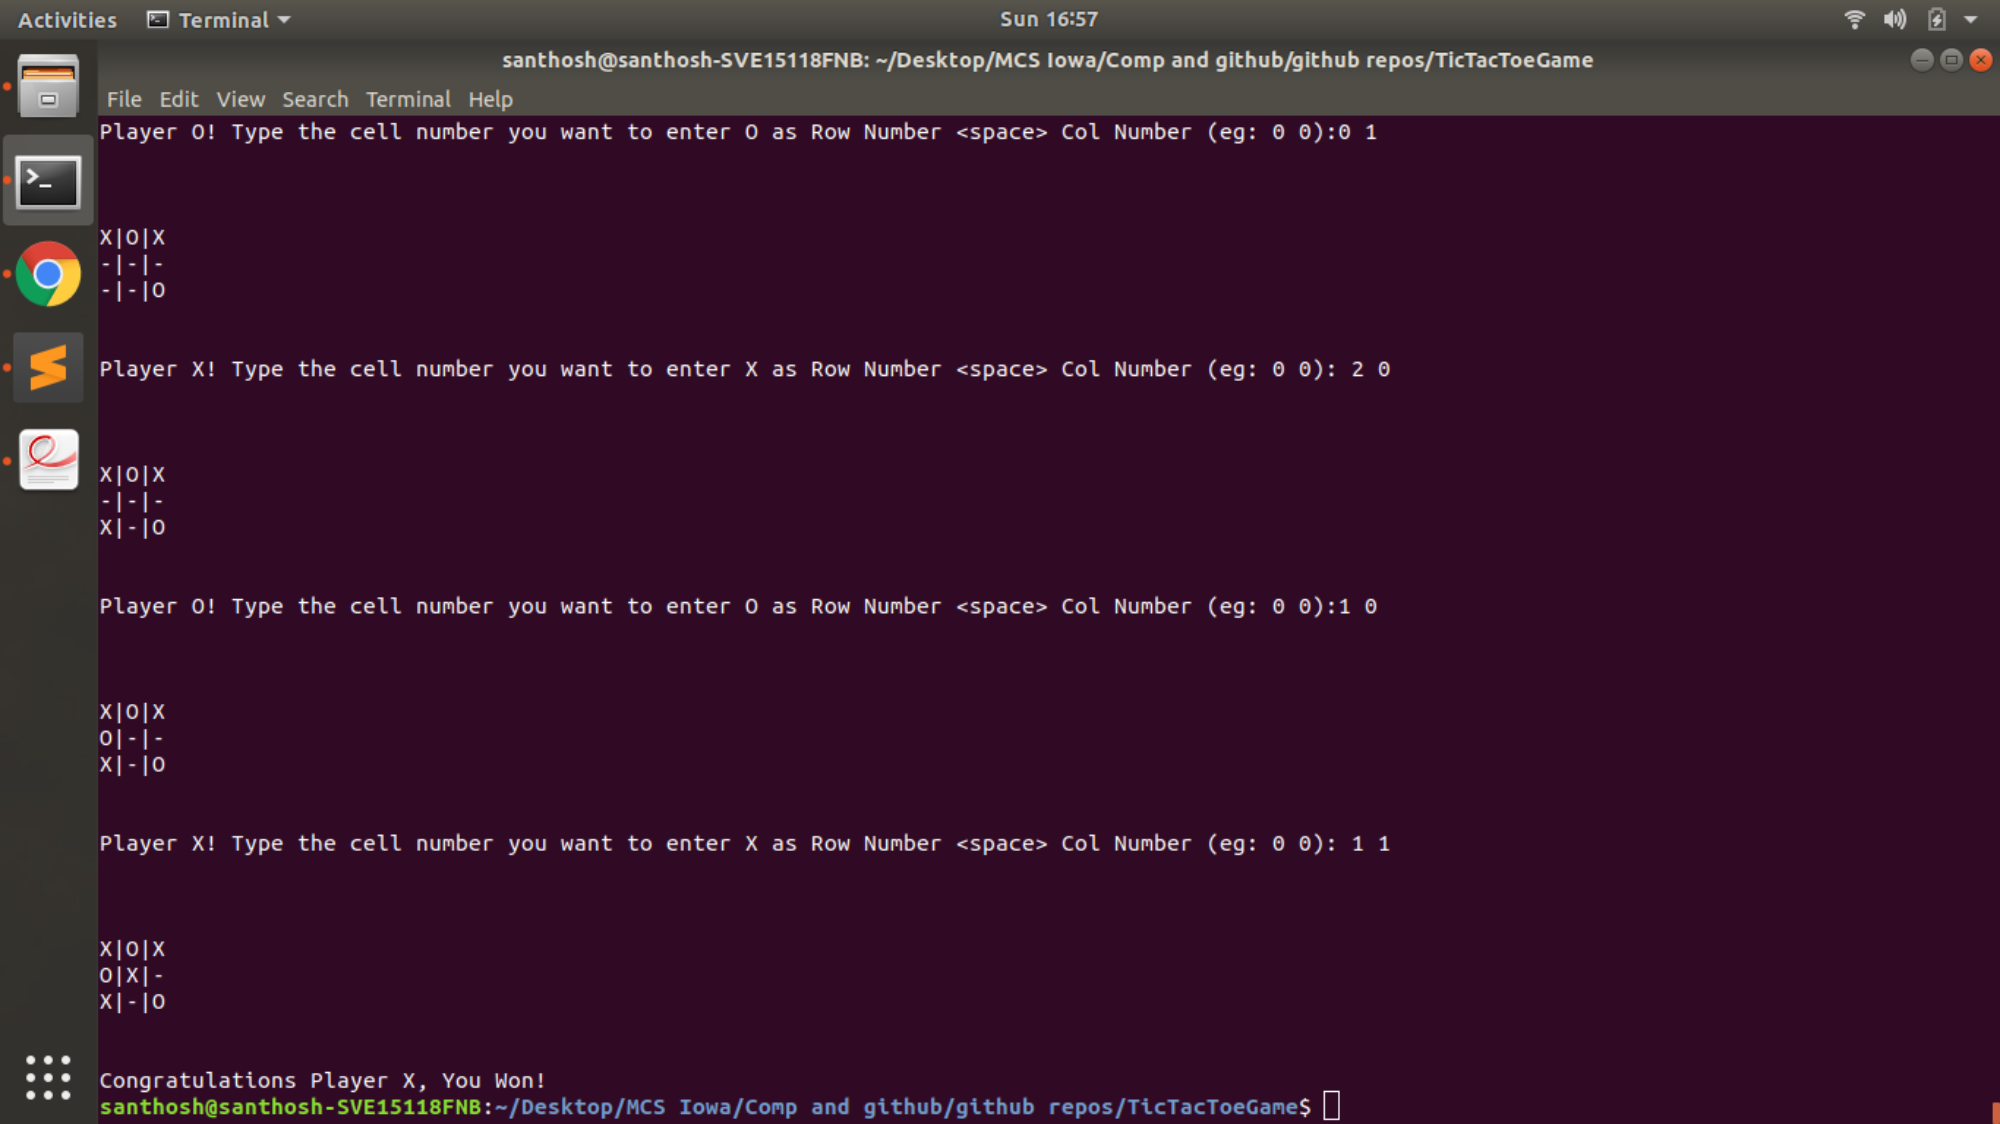 Activities Terminal Sun 16:57
santhosh@santhosh-SVE15118FNB: ~/Desktop/MCS Iowa/Comp and github/github repos/TicTacToeGame
File Edit View Search Terminal Help
Player O! Type the cell number you want to enter O as Row Number <space> Col Number (eg: 0 0):0 1
X|O|X
-|-|-
-|-|O
Player X! Type the cell number you want to enter X as Row Number <space> Col Number (eg: 0 0): 2 0
X|O|X
-|-|-
X|-|O
Player O! Type the cell number you want to enter O as Row Number <space> Col Number (eg: 0 0):1 0
X|O|X
O|-|-
X|-|O
Player X! Type the cell number you want to enter X as Row Number <space> Col Number (eg: 0 0): 1 1
X|O|X
O|X|-
X|-|O
Congratulations Player X, You Won!
santhosh@santhosh-SVE15118FNB:~/Desktop/MCS Iowa/Comp and github/github repos/TicTacToeGame$